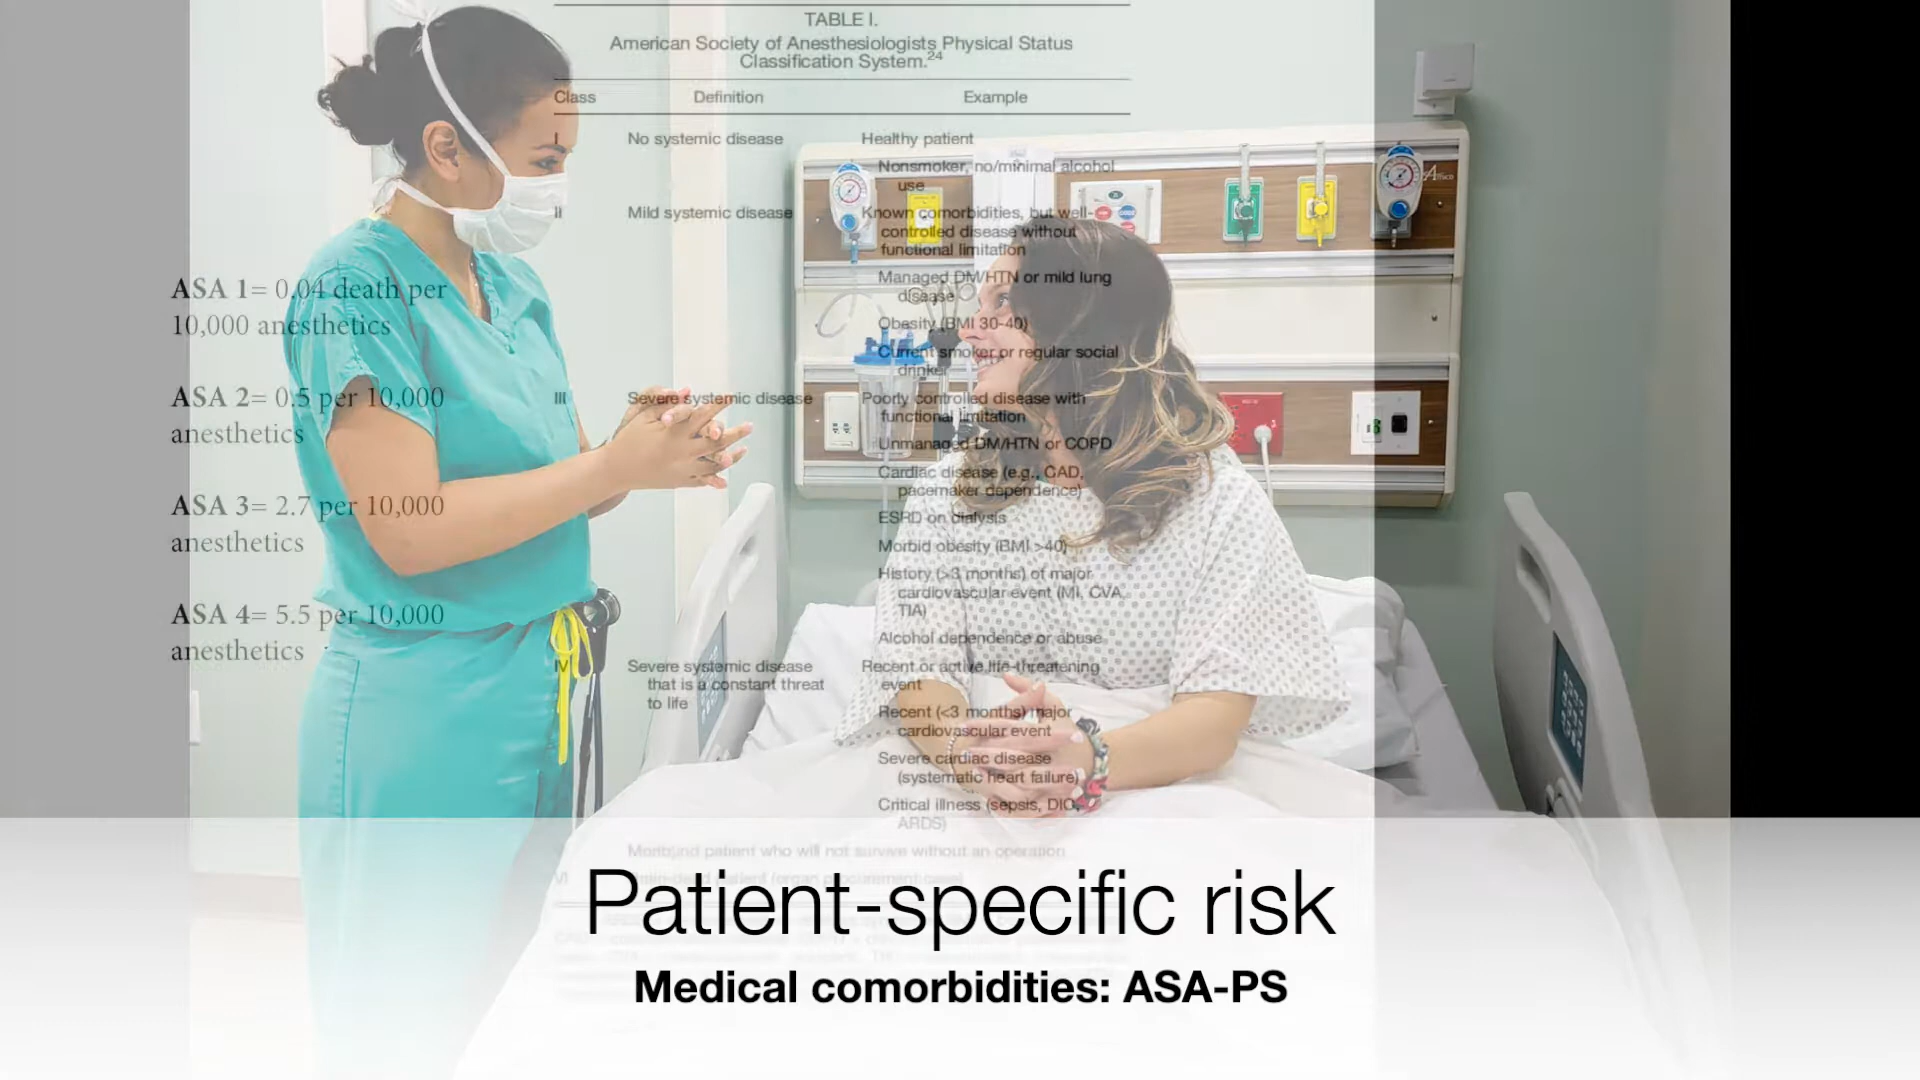 TABLE I.
American Society of Anesthesiologists Physical Status
Classification System.24
Class Definition Example
I No systemic disease Healthy patient
Nonsmoker, no/minimal alcohol
use
II Mild systemic disease Known comorbidities, but well-
controlled disease without
functional limitation
Managed DM/HTN or mild lung
disease
Obesity (BMI 30-40)
Current smoker or regular social
drinker
III Severe systemic disease Poorly controlled disease with
functional limitation
Unmanaged DM/HTN or COPD
Cardiac disease (e.g., CAD,
pacemaker dependence)
ESRD on dialysis
Morbid obesity (BMI >40)
History (>3 months) of major
cardiovascular event (MI, CVA,
TIA)
Alcohol dependence or abuse
IV Severe systemic disease Recent or active life-threatening
that is a constant threat event
to life
Recent (<3 months) major
cardiovascular event
Severe cardiac disease
(systematic heart failure)
Critical illness (sepsis, DIC,
ARDS)
Moribund patient who will not survive without an operation
VI Brain-dead patient (organ procurement case)
ASA 1= 0.04 death per
10,000 anesthetics
ASA 2= 0.5 per 10,000
anesthetics
ASA 3= 2.7 per 10,000
anesthetics
ASA 4= 5.5 per 10,000
anesthetics
Patient-specific risk
Medical comorbidities: ASA-PS